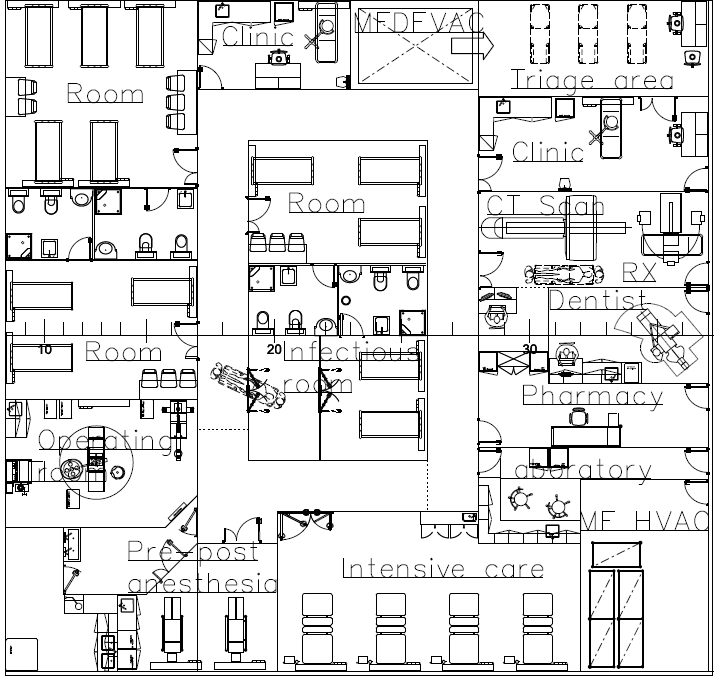 Clinic
MEDEVAC
Triage area
Room
Clinic
Room
CT Scan
RX
Dentist
10
20
30
Room
Infectious
room
Pharmacy
Operating
room
Laboratory
MF HVAC
Pre-post
anesthesia
Intensive care